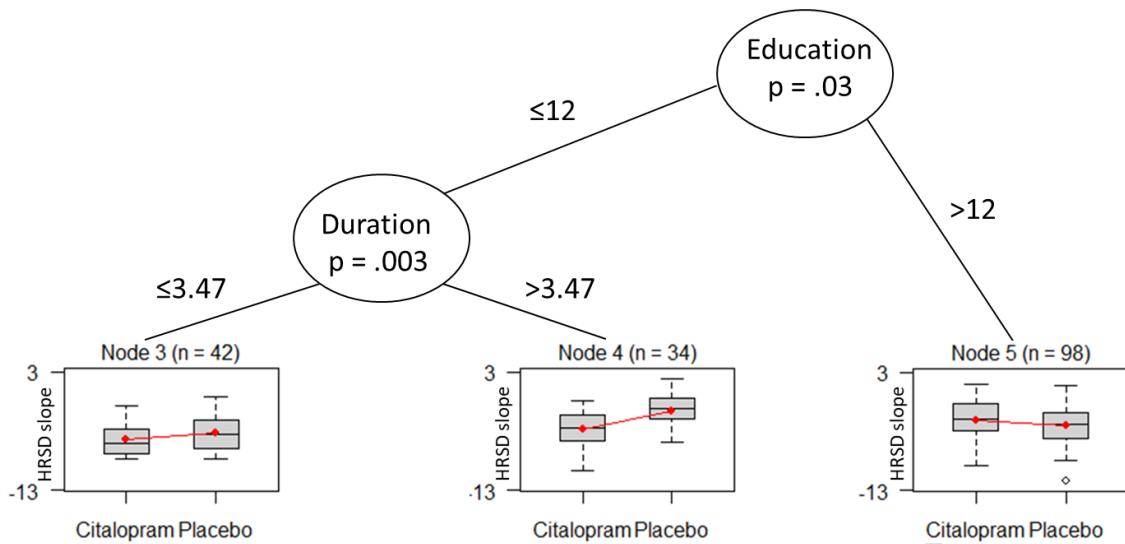 Education
p = .03
≤12
>12
Duration
p = .003
≤3.47
>3.47
Node 3 (n = 42)
3
HRSD slope
-13
Citalopram Placebo
Node 4 (n = 34)
3
HRSD slope
-13
Citalopram Placebo
Node 5 (n = 98)
3
HRSD slope
-13
Citalopram Placebo